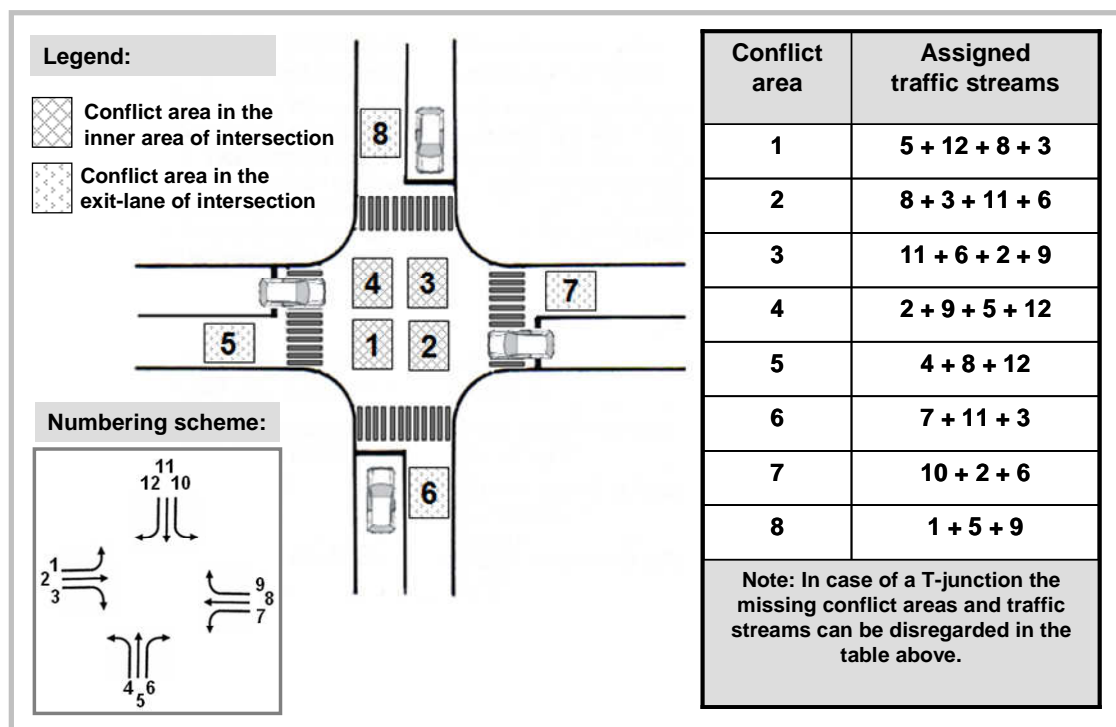 Legend:
Conflict area in the
inner area of intersection
Conflict area in the
exit-lane of intersection
8
4 3 7
5 1 2
6
Numbering scheme:
11
12 10
1
2
3
9
8
7
4 6
5
Conflict area Assigned traffic streams
1 5 + 12 + 8 + 3
2 8 + 3 + 11 + 6
3 11 + 6 + 2 + 9
4 2 + 9 + 5 + 12
5 4 + 8 + 12
6 7 + 11 + 3
7 10 + 2 + 6
8 1 + 5 + 9
Note: In case of a T-junction the
missing conflict areas and traffic
streams can be disregarded in the
table above.